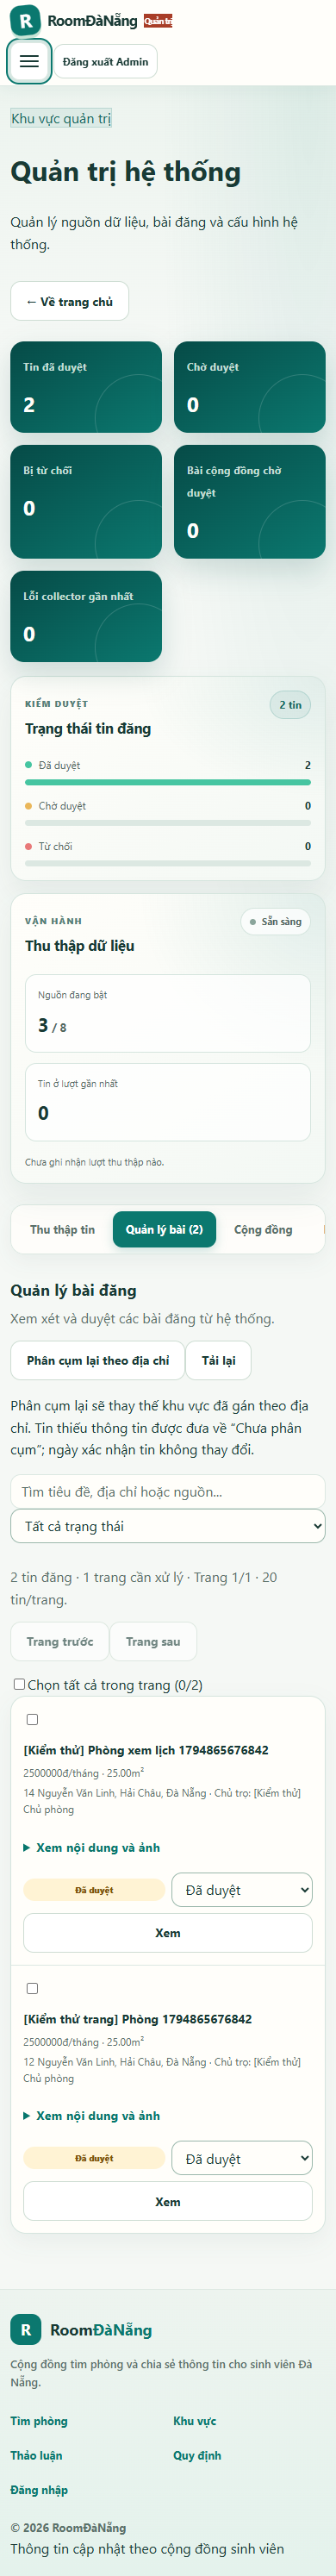 R RoomĐàNẵng Quản trị
Đăng xuất Admin
Khu vực quản trị
Quản trị hệ thống
Quản lý nguồn dữ liệu, bài đăng và cấu hình hệ
thống.
← Về trang chủ
Tin đã duyệt
2
Chờ duyệt
0
Bị từ chối
0
Bài cộng đồng chờ
duyệt
0
Lỗi collector gần nhất
0
KIỂM DUYỆT
2 tin
Trạng thái tin đăng
Đã duyệt 2
Chờ duyệt 0
Từ chối 0
VẬN HÀNH
Sẵn sàng
Thu thập dữ liệu
Nguồn đang bật
3 / 8
Tin ở lượt gần nhất
0
Chưa ghi nhận lượt thu thập nào.
Thu thập tin Quản lý bài (2) Cộng đồng
Quản lý bài đăng
Xem xét và duyệt các bài đăng từ hệ thống.
Phân cụm lại theo địa chỉ Tải lại
Phân cụm lại sẽ thay thế khu vực đã gán theo địa
chỉ. Tin thiếu thông tin được đưa về “Chưa phân
cụm”; ngày xác nhận tin không thay đổi.
Tìm tiêu đề, địa chỉ hoặc nguồn...
Tất cả trạng thái
2 tin đăng · 1 trang cần xử lý · Trang 1/1 · 20
tin/trang.
Trang trước Trang sau
Chọn tất cả trong trang (0/2)
[Kiểm thử] Phòng xem lịch 1794865676842
2500000đ/tháng · 25.00m²
14 Nguyễn Văn Linh, Hải Châu, Đà Nẵng · Chủ trọ: [Kiểm thử]
Chủ phòng
▶ Xem nội dung và ảnh
Đã duyệt Đã duyệt
Xem
[Kiểm thử trang] Phòng 1794865676842
2500000đ/tháng · 25.00m²
12 Nguyễn Văn Linh, Hải Châu, Đà Nẵng · Chủ trọ: [Kiểm thử]
Chủ phòng
▶ Xem nội dung và ảnh
Đã duyệt Đã duyệt
Xem
R RoomĐàNẵng
Cộng đồng tìm phòng và chia sẻ thông tin cho sinh viên Đà
Nẵng.
Tìm phòng Khu vực
Thảo luận Quy định
Đăng nhập
© 2026 RoomĐàNẵng
Thông tin cập nhật theo cộng đồng sinh viên